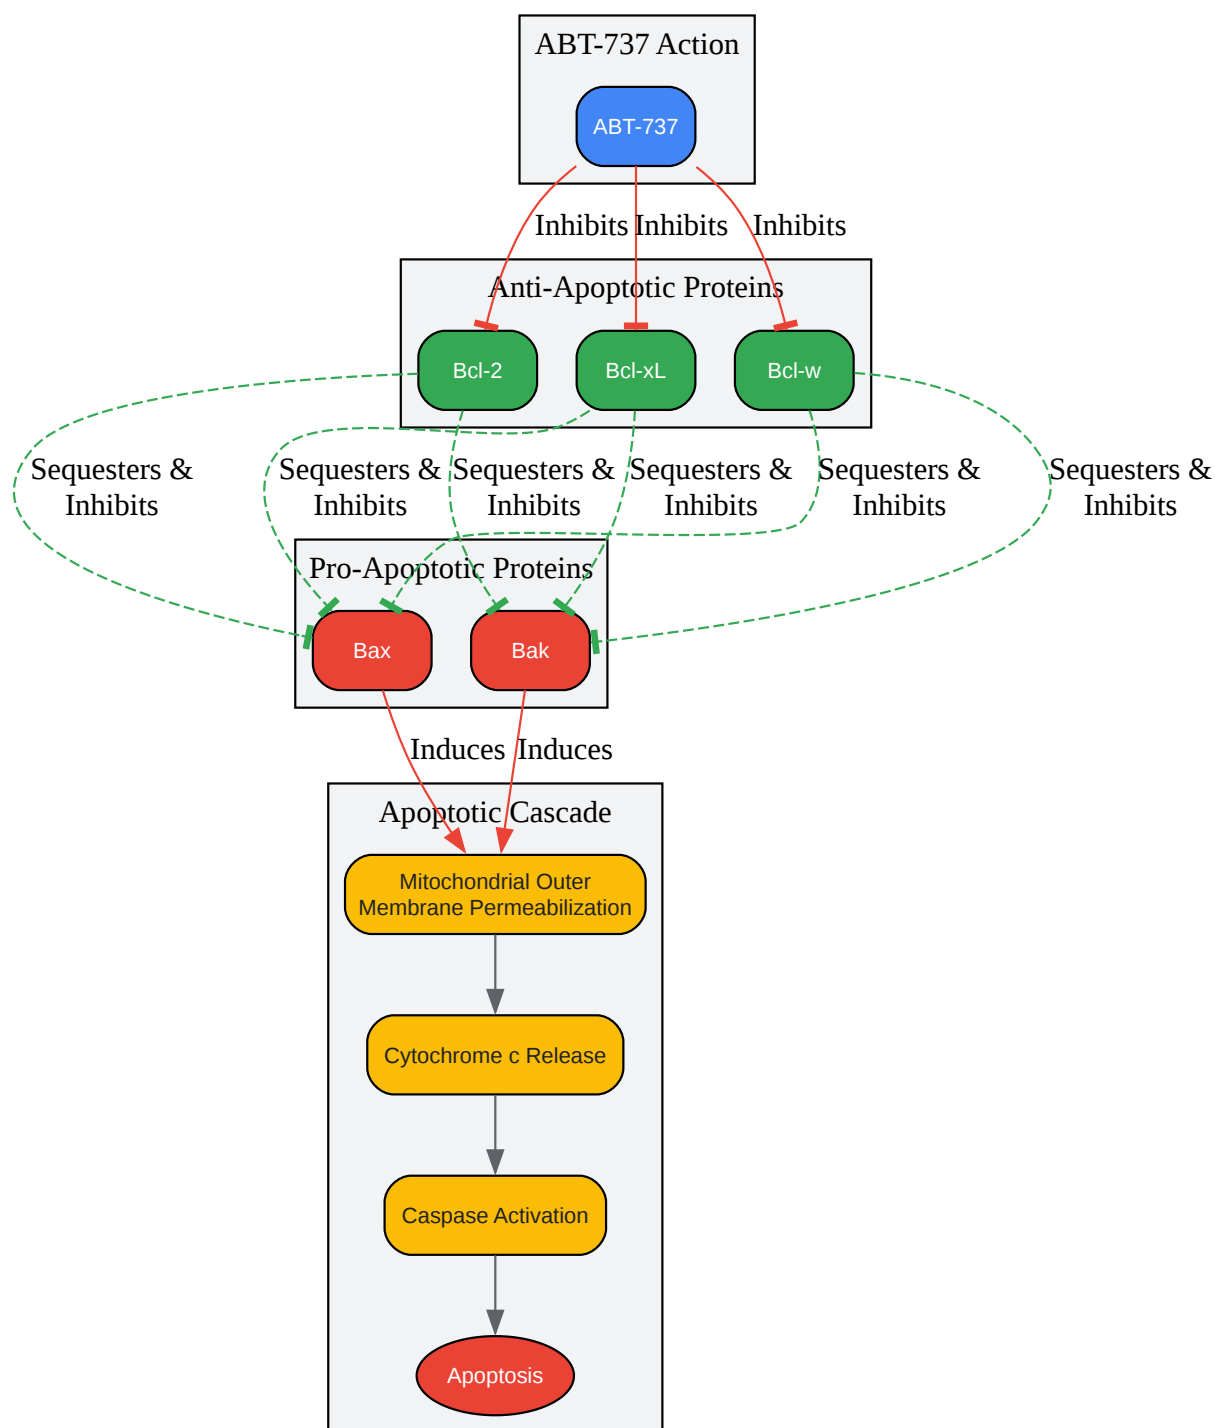 ABT-737 Action
ABT-737
Inhibits Inhibits Inhibits
Anti-Apoptotic Proteins
Bcl-2 Bcl-xL Bcl-w
Sequesters & Sequesters & Sequesters & Sequesters & Sequesters & Sequesters &
Inhibits Inhibits Inhibits Inhibits Inhibits Inhibits
Pro-Apoptotic Proteins
Bax Bak
Induces Induces
Apoptotic Cascade
Mitochondrial Outer
Membrane Permeabilization
Cytochrome c Release
Caspase Activation
Apoptosis